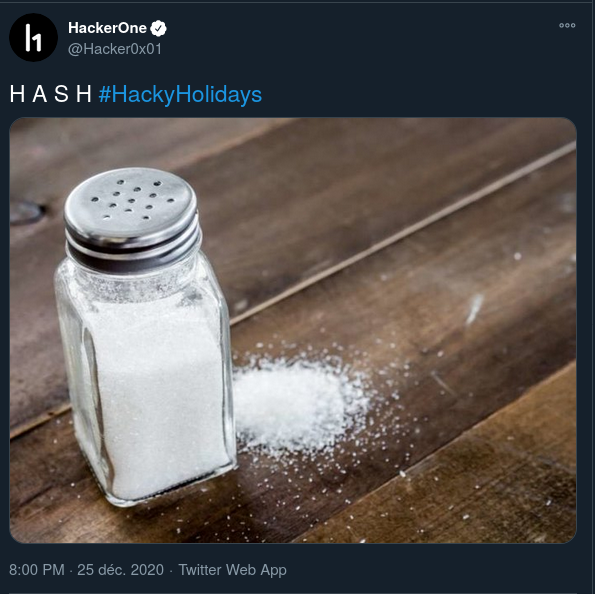 HackerOne
@Hacker0x01
H A S H #HackyHolidays
8:00 PM · 25 déc. 2020 · Twitter Web App